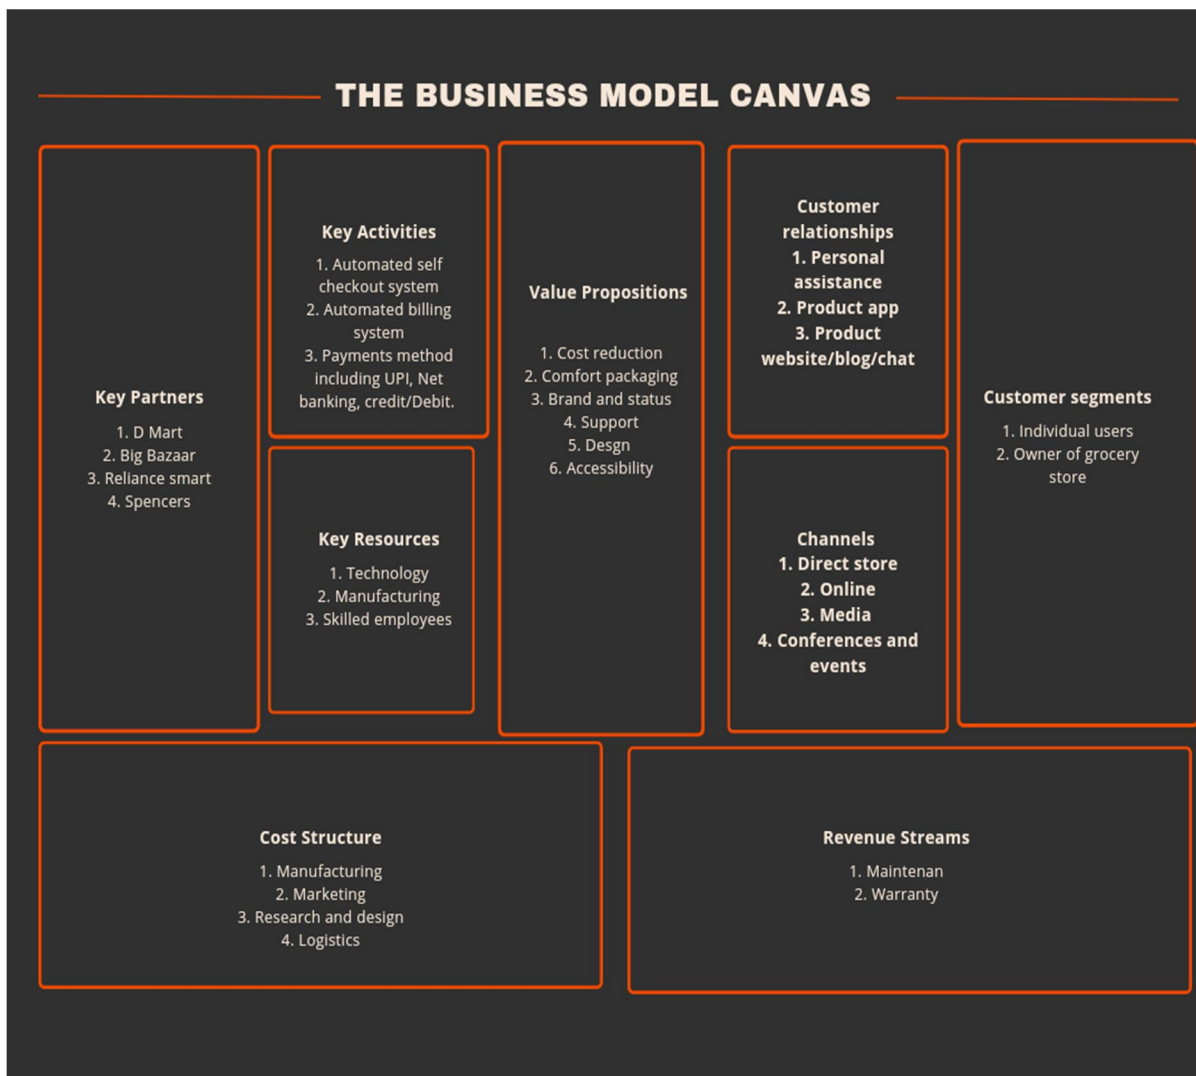 THE BUSINESS MODEL CANVAS
Key Partners
1. D Mart
2. Big Bazaar
3. Reliance smart
4. Spencers
Key Activities
1. Automated self
checkout system
2. Automated billing
system
3. Payments method
including UPI, Net
banking, credit/Debit.
Key Resources
1. Technology
2. Manufacturing
3. Skilled employees
Value Propositions
1. Cost reduction
2. Comfort packaging
3. Brand and status
4. Support
5. Desgn
6. Accessibility
Customer
relationships
1. Personal
assistance
2. Product app
3. Product
website/blog/chat
Channels
1. Direct store
2. Online
3. Media
4. Conferences and
events
Customer segments
1. Individual users
2. Owner of grocery
store
Cost Structure
1. Manufacturing
2. Marketing
3. Research and design
4. Logistics
Revenue Streams
1. Maintenan
2. Warranty